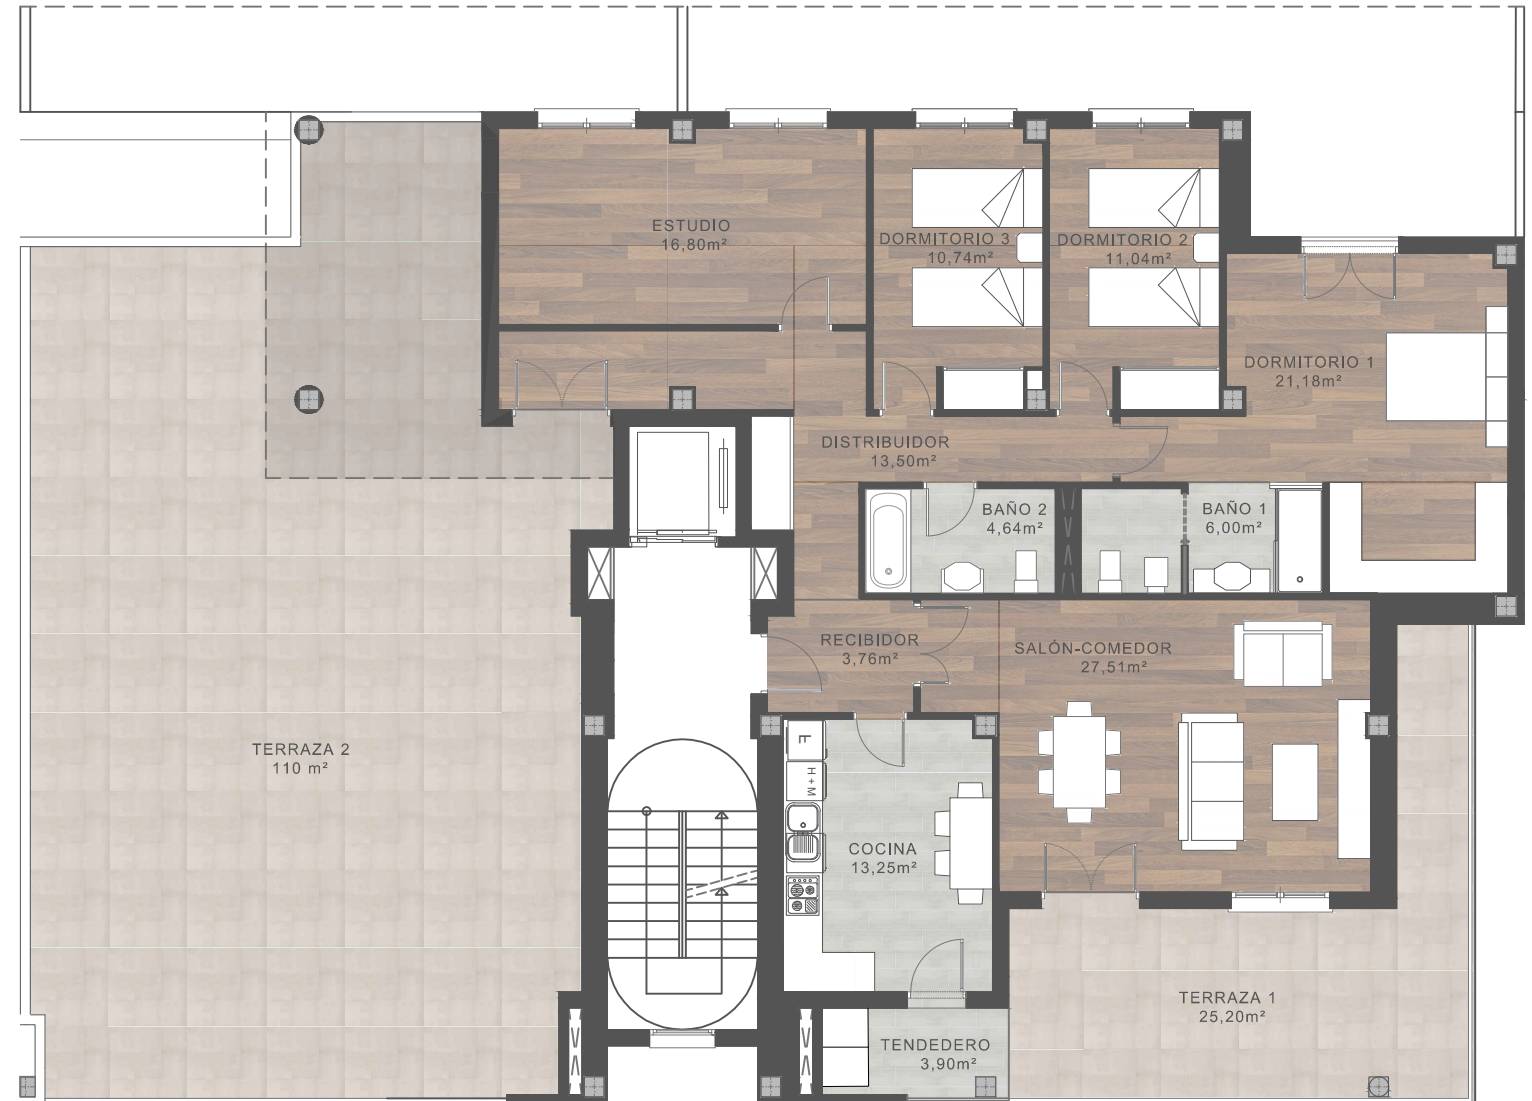 ESTUDIO
16,80m²
DORMITORIO 3
10,74m²
DORMITORIO 2
11,04m²
DORMITORIO 1
21,18m²
DISTRIBUIDOR
13,50m²
BAÑO 2
4,64m²
BAÑO 1
6,00m²
RECIBIDOR
3,76m²
SALÓN-COMEDOR
27,51m²
TERRAZA 2
110 m²
H+M
COCINA
13,25m²
TERRAZA 1
25,20m²
TENDEDERO
3,90m²